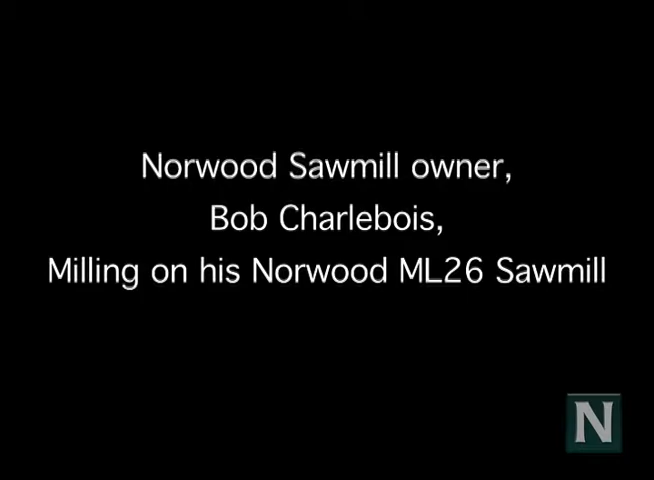 Norwood Sawmill owner,
Bob Charlebois,
Milling on his Norwood ML26 Sawmill
N